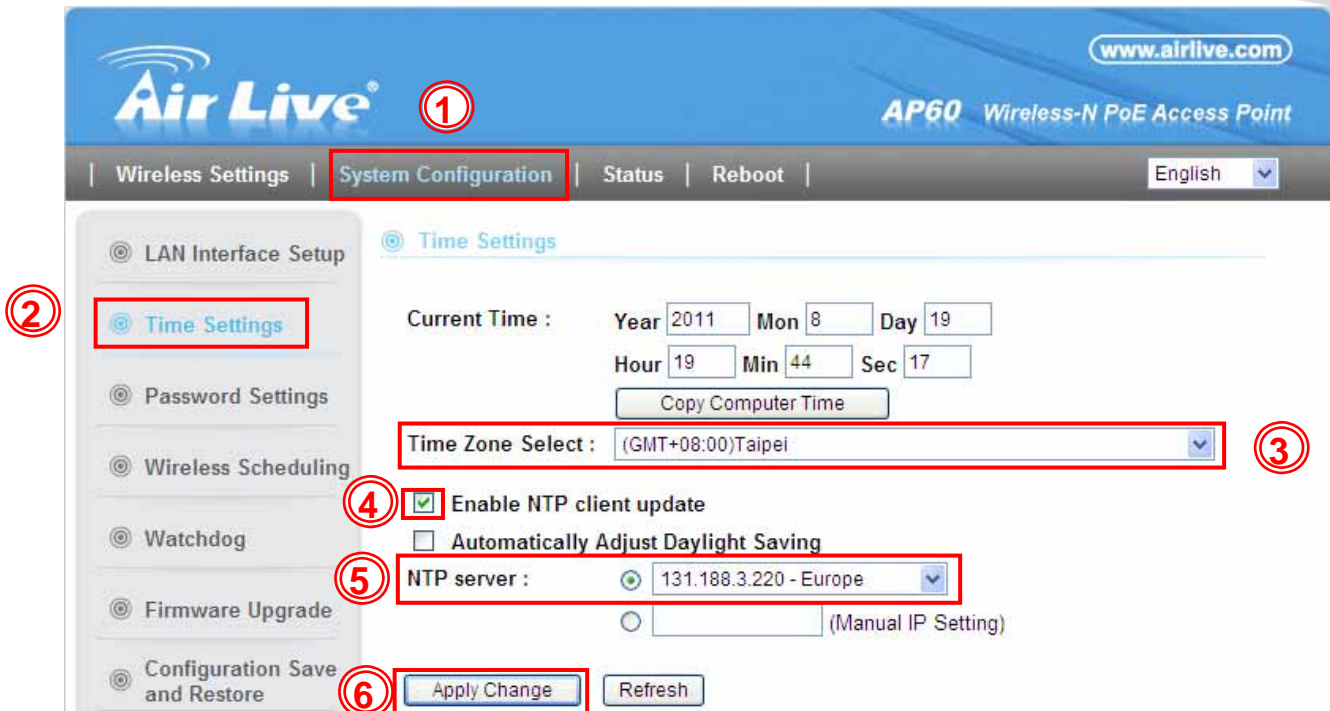 www.airlive.com
Air Live®
①
AP60 Wireless-N PoE Access Point
| Wireless Settings | System Configuration | Status | Reboot |
English
LAN Interface Setup
②
Time Settings
Password Settings
Wireless Scheduling
Watchdog
Firmware Upgrade
Configuration Save
and Restore
Time Settings
Current Time : Year 2011 Mon 8 Day 19
Hour 19 Min 44 Sec 17
Copy Computer Time
Time Zone Select : (GMT+08:00)Taipei
③
④
Enable NTP client update
Automatically Adjust Daylight Saving
⑤
NTP server : 131.188.3.220 - Europe
(Manual IP Setting)
⑥
Apply Change Refresh